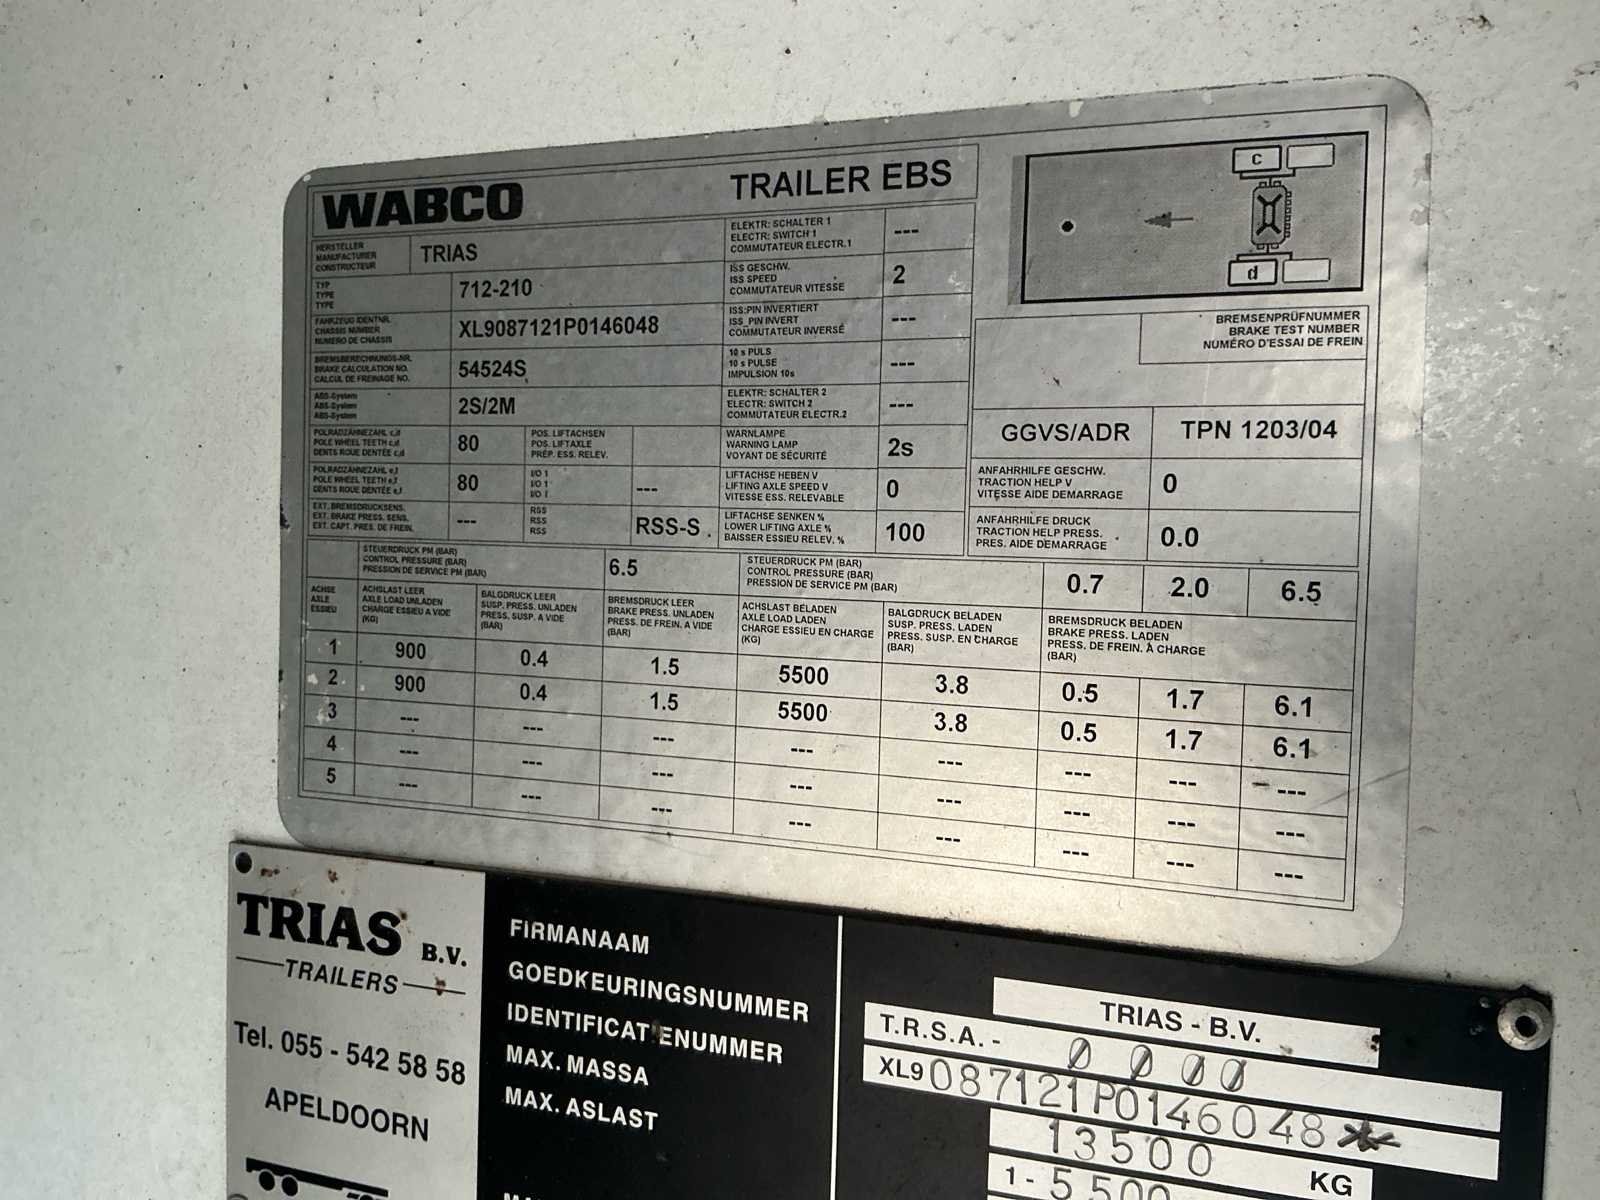 WABCO
TRAILER EBS
HERSTELLER
MANUFACTURER
CONSTRUCTEUR
TRIAS
TYP
TYPE
TYPE
712-210
FAHRZEUG IDENTNR.
CHASSIS NUMBER
NUMERO DE CHASSIS
XL9087121P0146048
BREMSBERECHNUNGS-NR.
BRAKE CALCULATION NO.
CALCUL DE FREINAGE NO.
54524S
ABS-System
ABS-System
ABS-System
2S/2M
POLRADZÄHNEZAHL c,d
POLE WHEEL TEETH c,d
DENTS ROUE DENTÉE c,d
80
POS. LIFTACHSEN
POS. LIFTAXLE
PRÉP. ESS. RELEV.
POLRADZÄHNEZAHL e,f
POLE WHEEL TEETH e,f
DENTS ROUE DENTÉE e,f
80
I/O 1
I/O 1
I/O 1
---
EXT. BREMSDRUCKSENS.
EXT. BRAKE PRESS. SENS.
EXT. CAPT. PRES. DE FREIN.
---
RSS
RSS
RSS
RSS-S
ELEKTR: SCHALTER 1
ELECTR: SWITCH 1
COMMUTATEUR ELECTR.1
---
ISS GESCHW.
ISS SPEED
COMMUTATEUR VITESSE
2
ISS:PIN INVERTIERT
ISS_PIN INVERT
COMMUTATEUR INVERSÉ
---
10 s PULS
10 s PULSE
IMPULSION 10s
---
ELEKTR: SCHALTER 2
ELECTR: SWITCH 2
COMMUTATEUR ELECTR.2
---
WARNLAMPE
WARNING LAMP
VOYANT DE SÉCURITÉ
2s
LIFTACHSE HEBEN V
LIFTING AXLE SPEED V
VITESSE ESS. RELEVABLE
0
LIFTACHSE SENKEN %
LOWER LIFTING AXLE %
BAISSER ESSIEU RELEV. %
100
c
d
BREMSENPRÜFNUMMER
BRAKE TEST NUMBER
NUMÉRO D'ESSAI DE FREIN
GGVS/ADR
TPN 1203/04
ANFAHRHILFE GESCHW.
TRACTION HELP V
VITESSE AIDE DEMARRAGE
0
ANFAHRHILFE DRUCK
TRACTION HELP PRESS.
PRES. AIDE DEMARRAGE
0.0
STEUERDRUCK PM (BAR)
CONTROL PRESSURE (BAR)
PRESSION DE SERVICE PM (BAR)
6.5
STEUERDRUCK PM (BAR)
CONTROL PRESSURE (BAR)
PRESSION DE SERVICE PM (BAR)
0.7 2.0 6.5
ACHSE
AXLE
ESSIEU
ACHSLAST LEER
AXLE LOAD UNLADEN
CHARGE ESSIEU A VIDE
(KG)
BALGDRUCK LEER
SUSP. PRESS. UNLADEN
PRESS. SUSP. A VIDE
(BAR)
BREMSDRUCK LEER
BRAKE PRESS. UNLADEN
PRESS. DE FREIN. A VIDE
(BAR)
ACHSLAST BELADEN
AXLE LOAD LADEN
CHARGE ESSIEU EN CHARGE
(KG)
BALGDRUCK BELADEN
SUSP. PRESS. LADEN
PRESS. SUSP. EN CHARGE
(BAR)
BREMSDRUCK BELADEN
BRAKE PRESS. LADEN
PRESS. DE FREIN. À CHARGE
(BAR)
1 900 0.4 1.5 5500 3.8 0.5 1.7 6.1
2 900 0.4 1.5 5500 3.8 0.5 1.7 6.1
3 --- --- --- --- --- --- --- ---
4 --- --- --- --- --- --- --- ---
5 --- --- --- --- --- --- --- ---
TRIAS B.V.
TRAILERS
Tel. 055 - 542 58 58
APELDOORN
FIRMANAAM
GOEDKEURINGSNUMMER
IDENTIFICATIENUMMER
MAX. MASSA
MAX. ASLAST
TRIAS - B.V.
T.R.S.A. - 0000
XL9087121P0146048*
13500 KG
1 - 5500